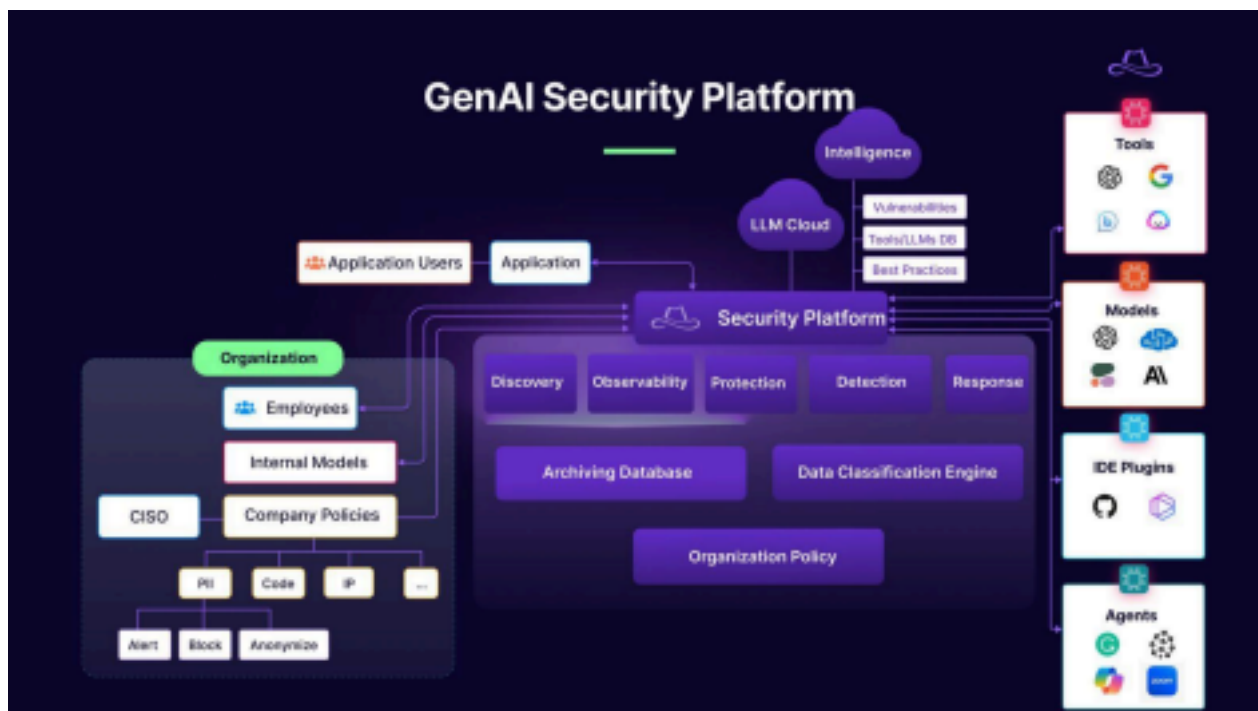 GenAI Security Platform
Intelligence
LLM Cloud
Vulnerabilities
Tools/LLMs DB
Best Practices
Application Users
Application
Security Platform
Organization
Employees
Internal Models
CISO
Company Policies
PII
Code
IP
...
Alert
Block
Anonymize
Discovery
Observability
Protection
Detection
Response
Archiving Database
Data Classification Engine
Organization Policy
Tools
Models
IDE Plugins
Agents